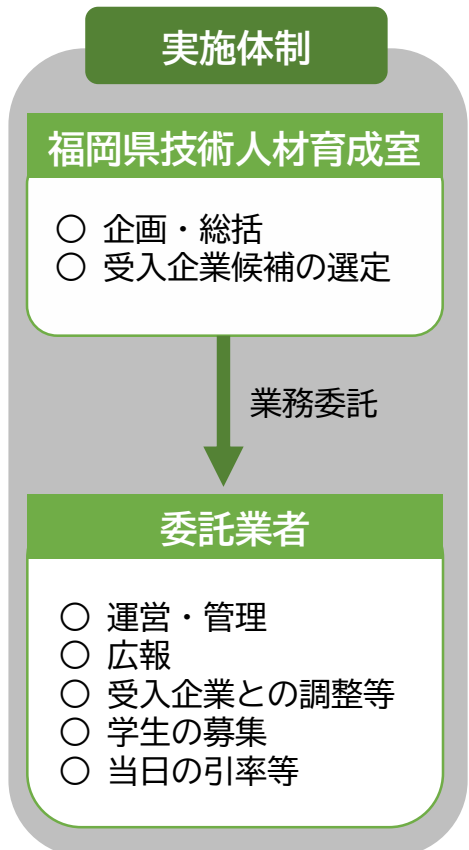 実施体制
福岡県技術人材育成室
〇 企画・総括
〇 受入企業候補の選定
業務委託
委託業者
〇 運営・管理
〇 広報
〇 受入企業との調整等
〇 学生の募集
〇 当日の引率等